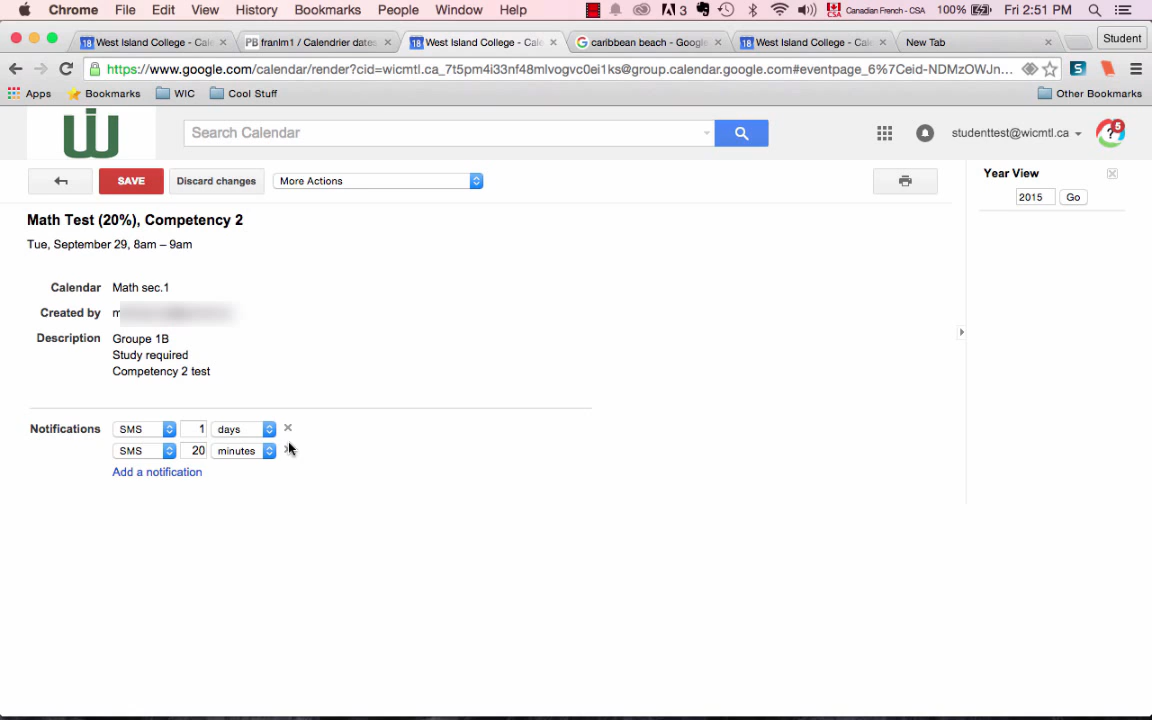 Chrome File Edit View History Bookmarks People Window Help 3 Canadian French - CSA 100% Fri 2:51 PM
West Island College - Cale franlm1 / Calendrier dates West Island College - Cale caribbean beach - Google West Island College - Cale New Tab Student
https://www.google.com/calendar/render?cid=wicmtl.ca_7t5pm4i33nf48mlvogvc0ei1ks@group.calendar.google.com#eventpage_6%7Ceid-NDMzOWJn...
Apps Bookmarks WIC Cool Stuff Other Bookmarks
Search Calendar studenttest@wicmtl.ca 5
SAVE Discard changes More Actions
Year View
2015 Go
Math Test (20%), Competency 2
Tue, September 29, 8am – 9am
Calendar Math sec.1
Created by m
Description Groupe 1B
Study required
Competency 2 test
Notifications SMS 1 days
SMS 20 minutes
Add a notification